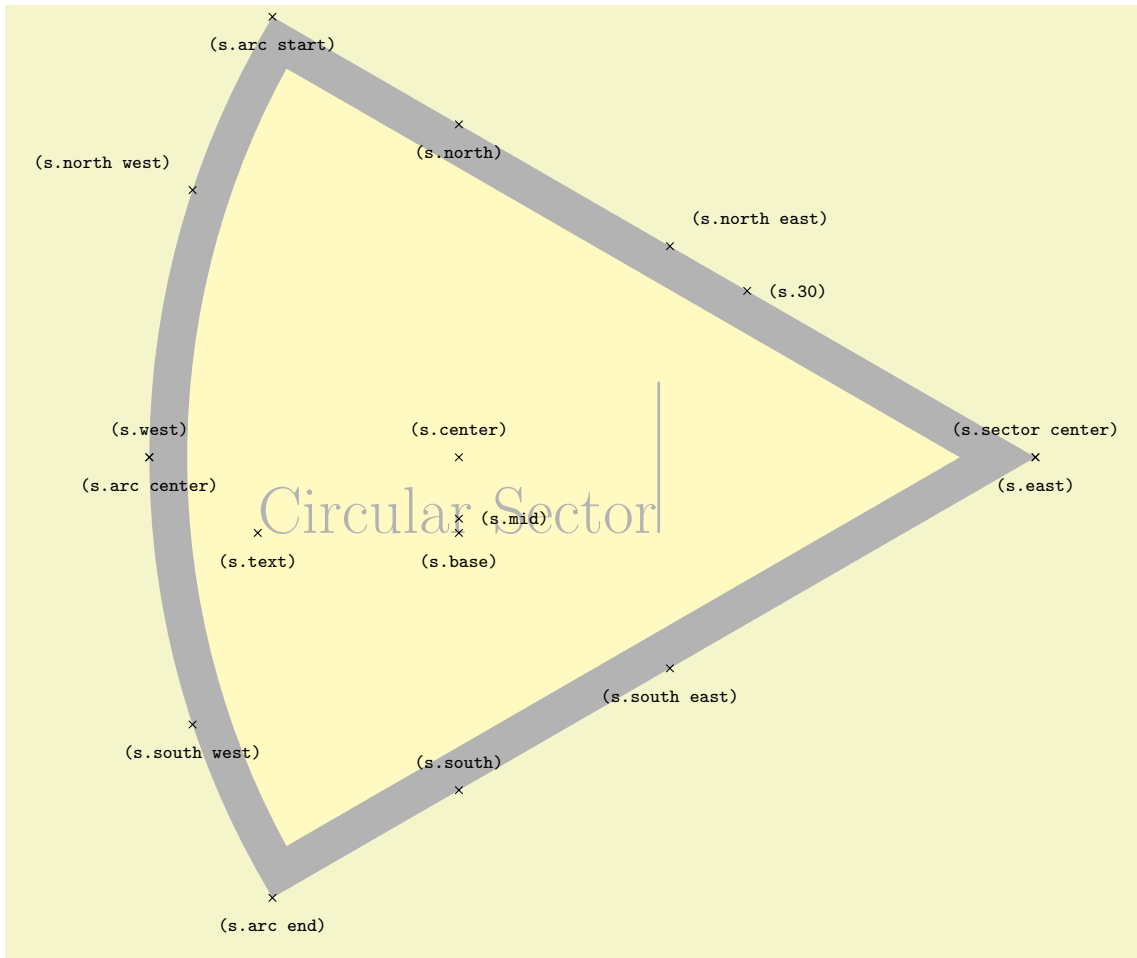 (s.arc start)
(s.north)
(s.north west)
(s.north east)
(s.30)
(s.west)
(s.center)
(s.sector center)
(s.arc center)
(s.east)
Circular Sector
(s.mid)
(s.text)
(s.base)
(s.south east)
(s.south west)
(s.south)
(s.arc end)